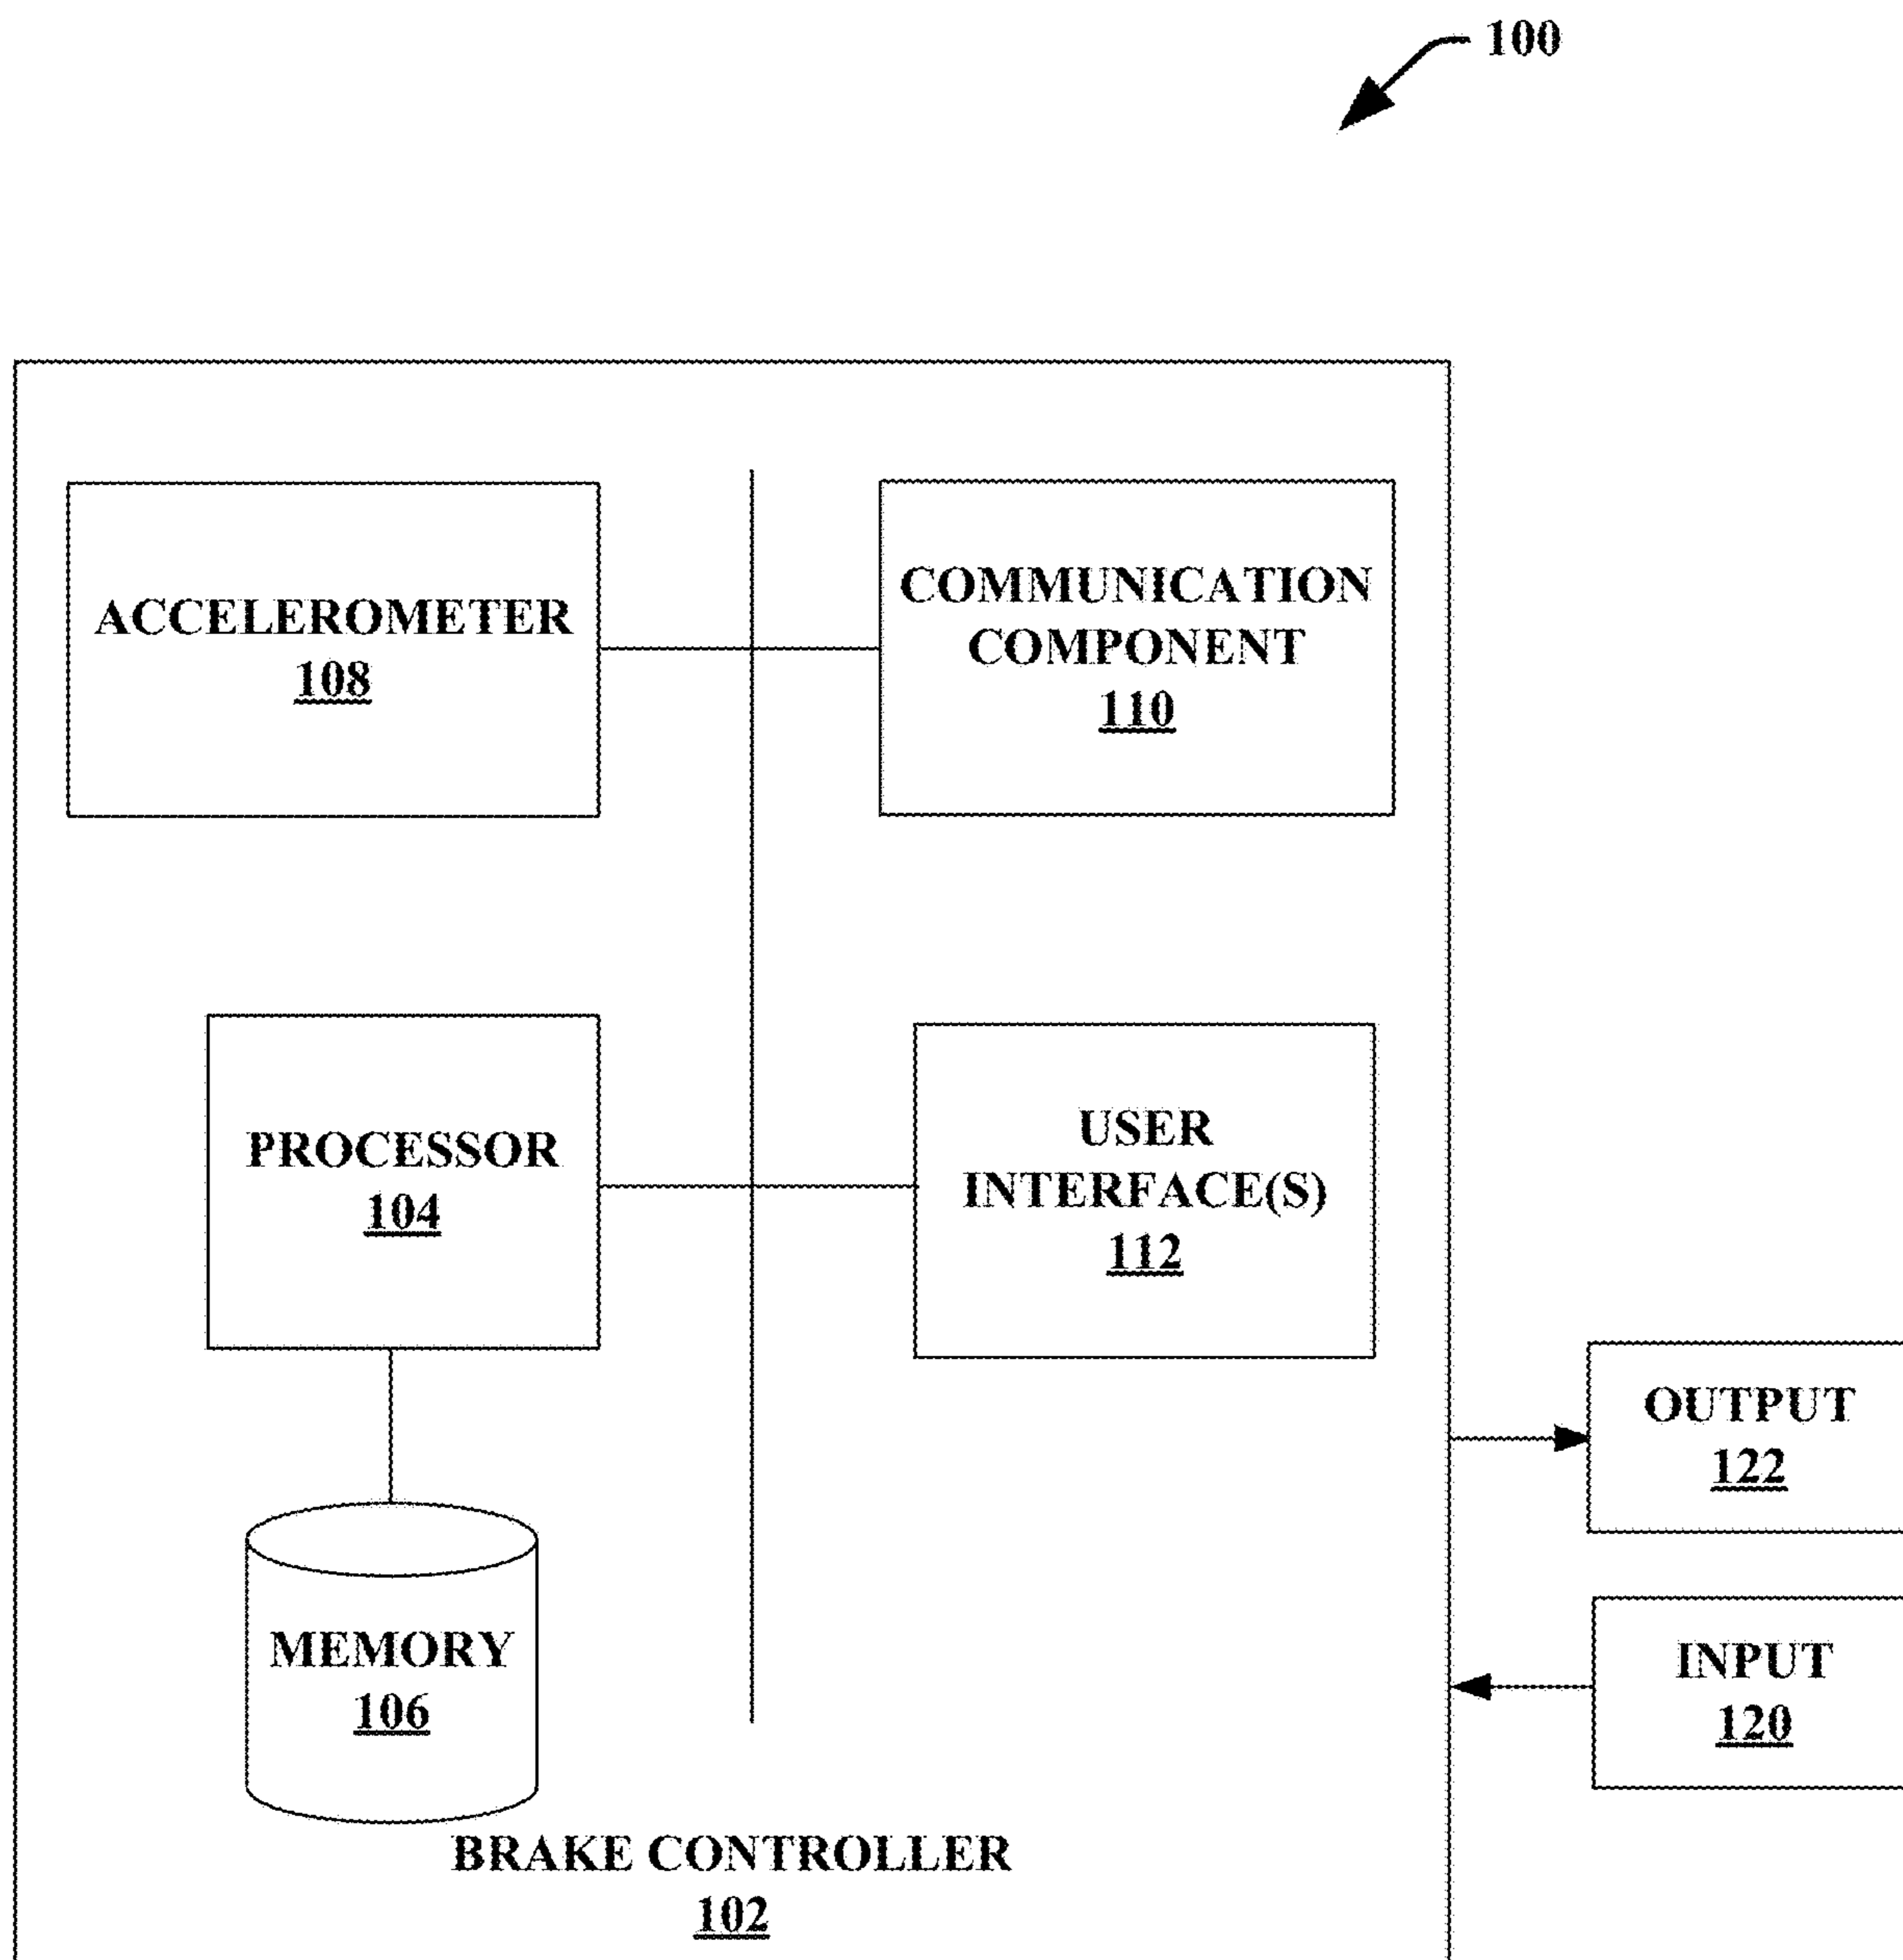 100
ACCELEROMETER
108
COMMUNICATION
COMPONENT
110
PROCESSOR
104
USER
INTERFACE(S)
112
OUTPUT
122
MEMORY
106
INPUT
120
BRAKE CONTROLLER
102